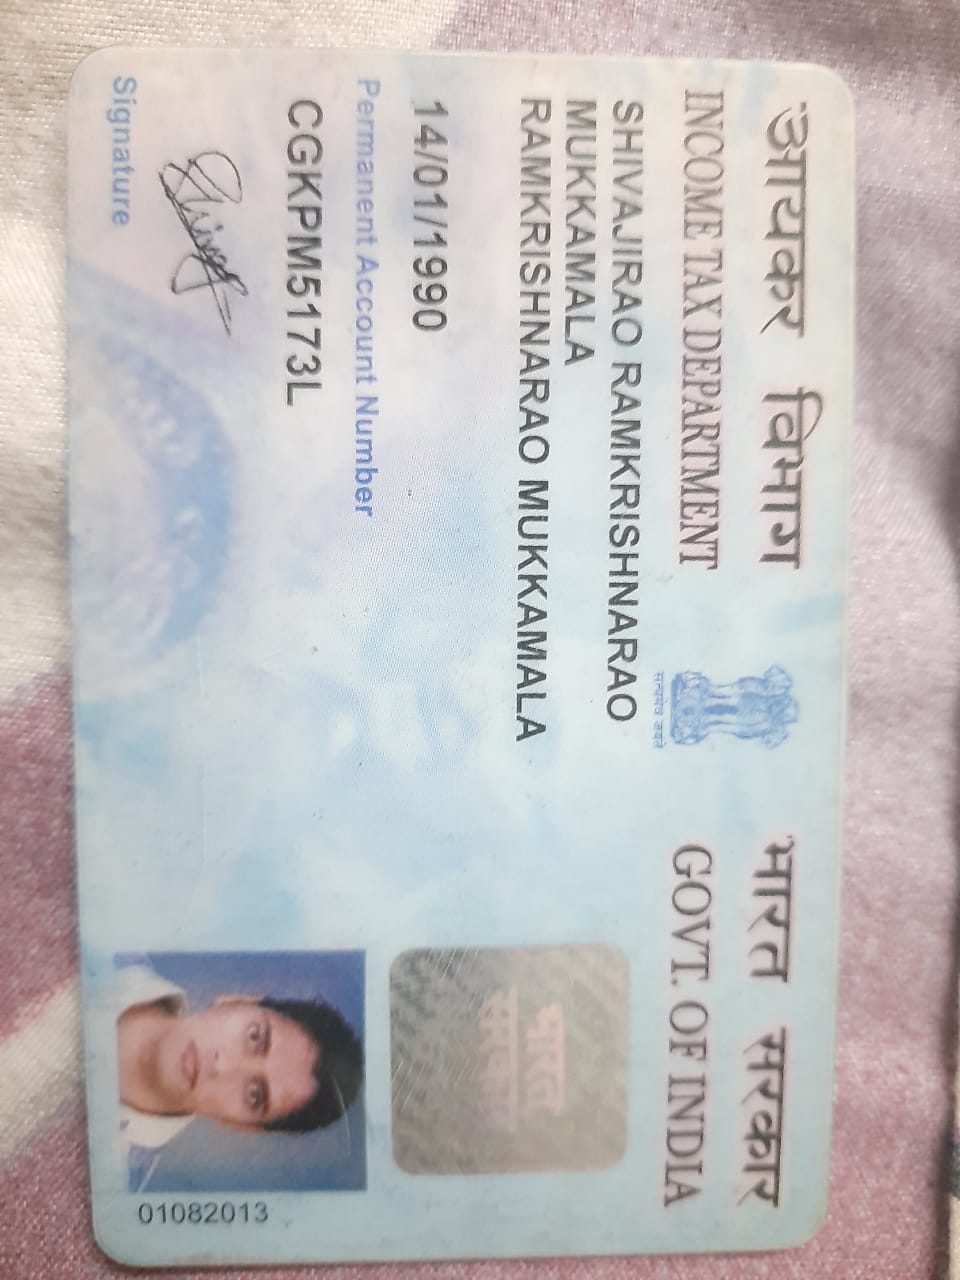 आयकर विभाग
INCOME TAX DEPARTMENT
सत्यमेव जयते
भारत सरकार
GOVT. OF INDIA
SHIVAJIRAO RAMKRISHNARAO
MUKKAMALA
RAMKRISHNARAO MUKKAMALA
14/01/1990
Permanent Account Number
CGKPM5173L
Signature
भारत
सरकार
01082013